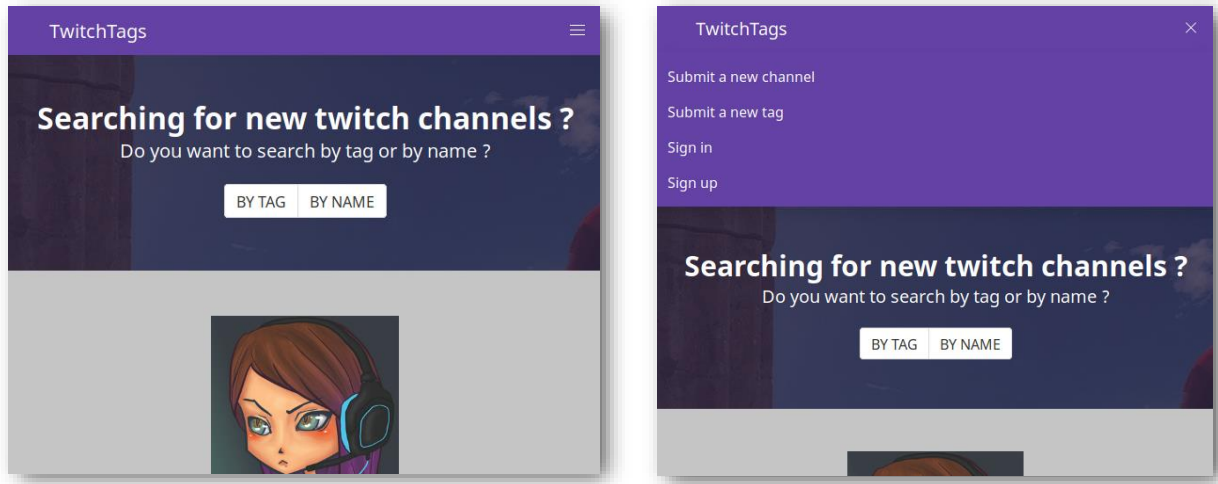 TwitchTags
Searching for new twitch channels ?
Do you want to search by tag or by name ?
BY TAG BY NAME
TwitchTags
Submit a new channel
Submit a new tag
Sign in
Sign up
Searching for new twitch channels ?
Do you want to search by tag or by name ?
BY TAG BY NAME